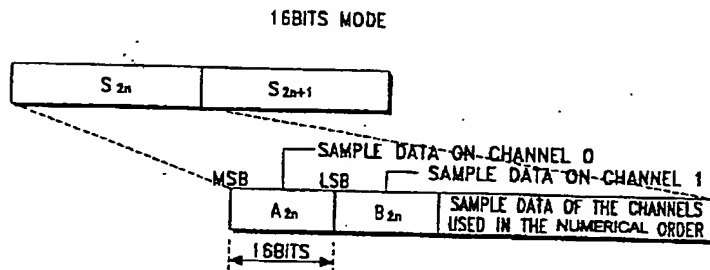 16BITS MODE
S2n S2n+1
SAMPLE DATA ON CHANNEL 0
MSB LSB SAMPLE DATA ON CHANNEL 1
A2n B2n SAMPLE DATA OF THE CHANNELS
USED IN THE NUMERICAL ORDER
16BITS